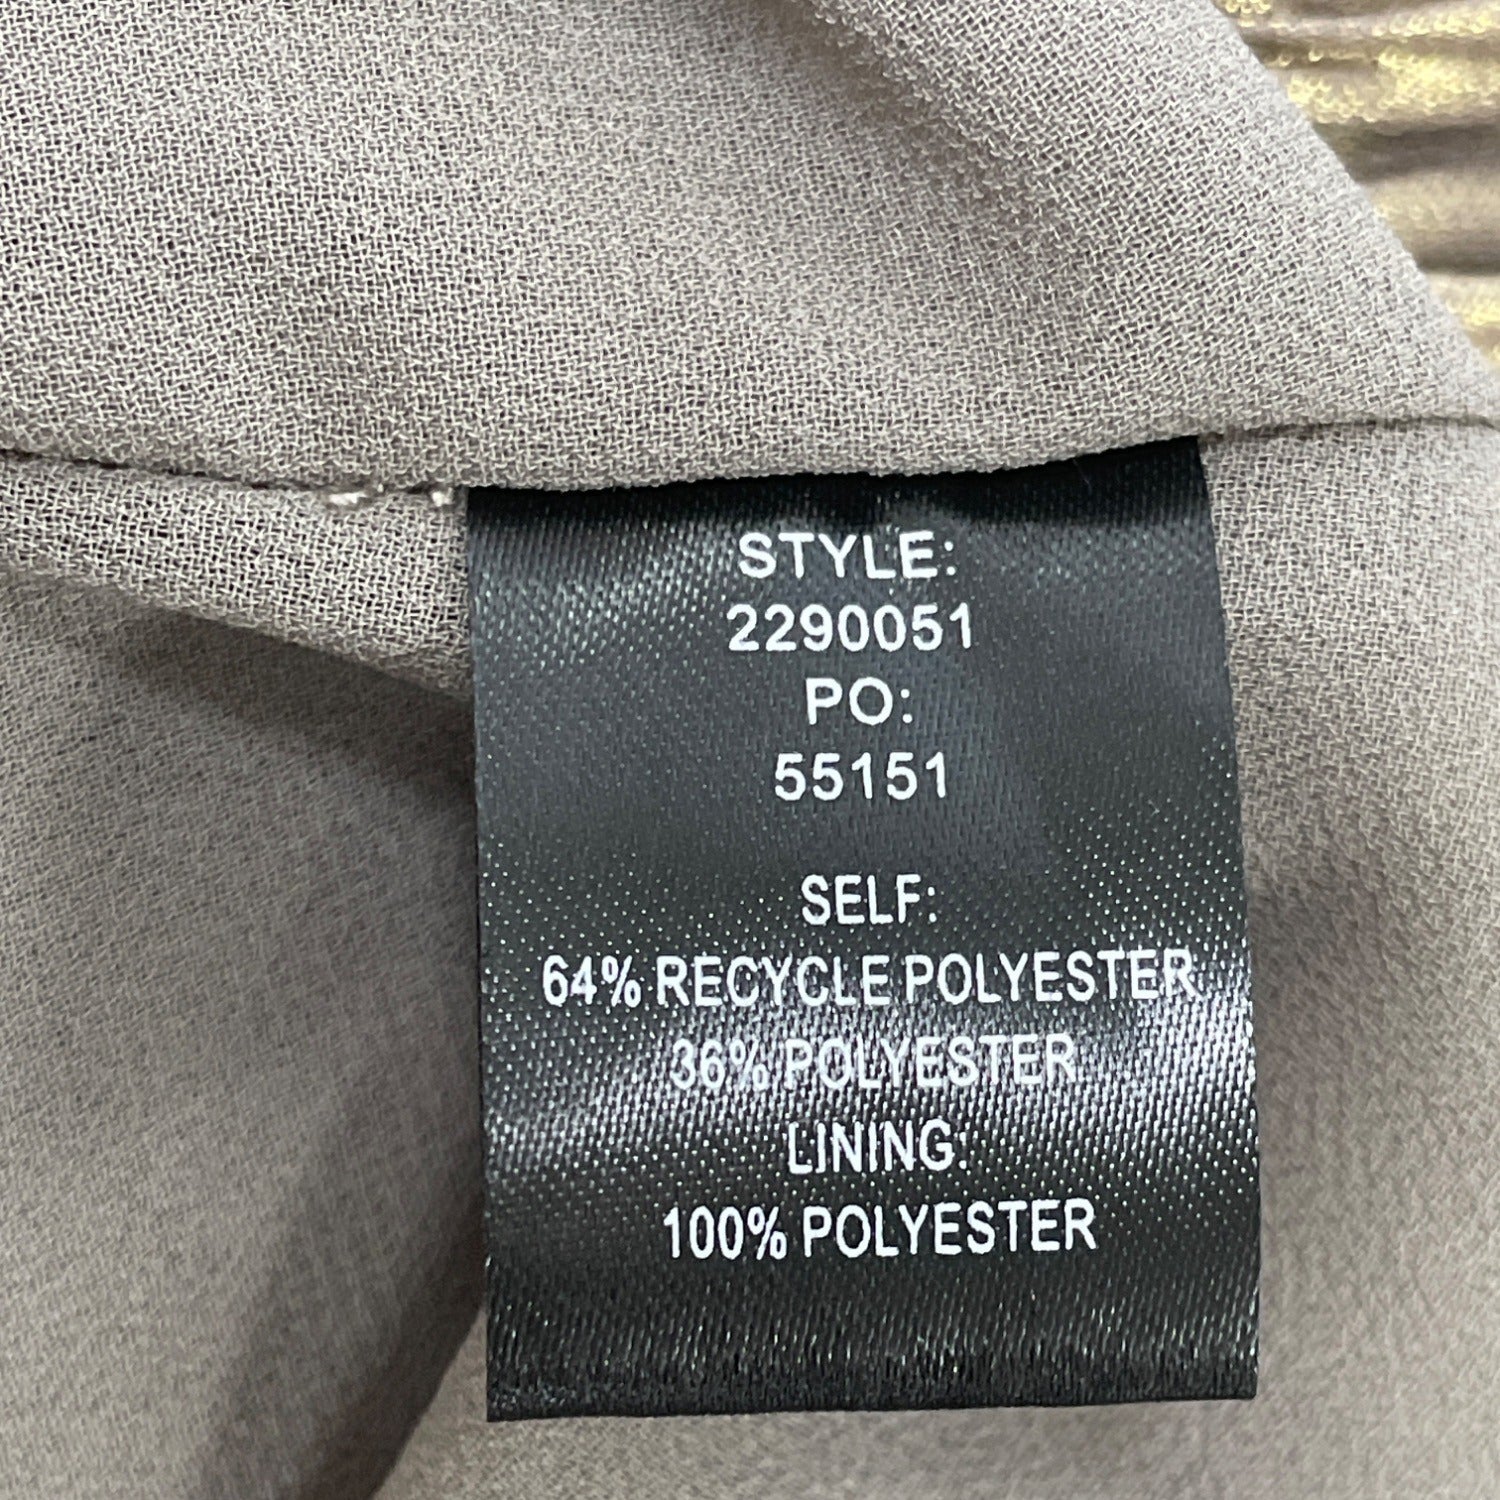 STYLE:
2290051
PO:
55151
SELF:
64% RECYCLE POLYESTER
36% POLYESTER
LINING:
100% POLYESTER